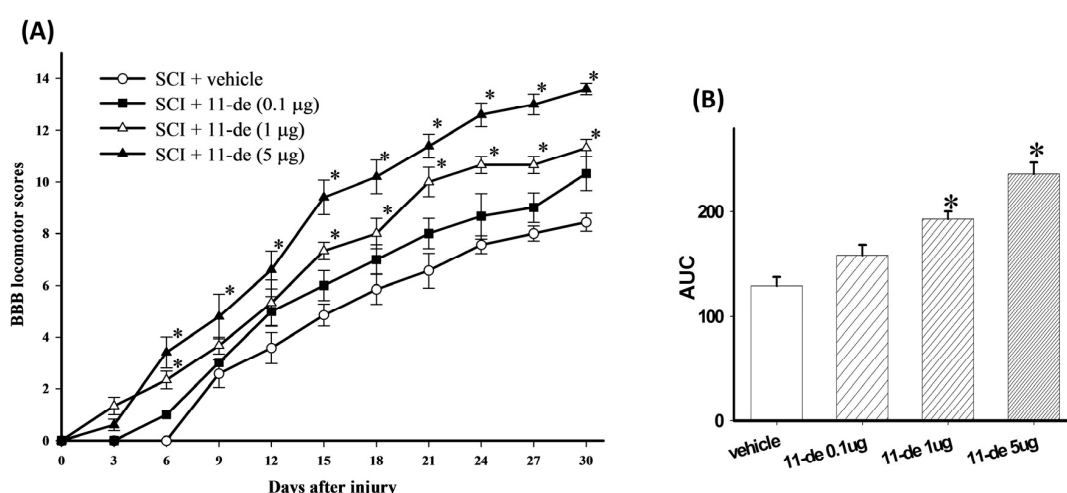 (A)
SCI + vehicle
SCI + 11-de (0.1 μg)
SCI + 11-de (1 μg)
SCI + 11-de (5 μg)
BBB locomotor scores
14
12
10
8
6
4
2
0
* * * * * * * * *
* * * * * * *
0 3 6 9 12 15 18 21 24 27 30
Days after injury
(B)
AUC
200
100
0
* *
vehicle 11-de 0.1ug 11-de 1ug 11-de 5ug